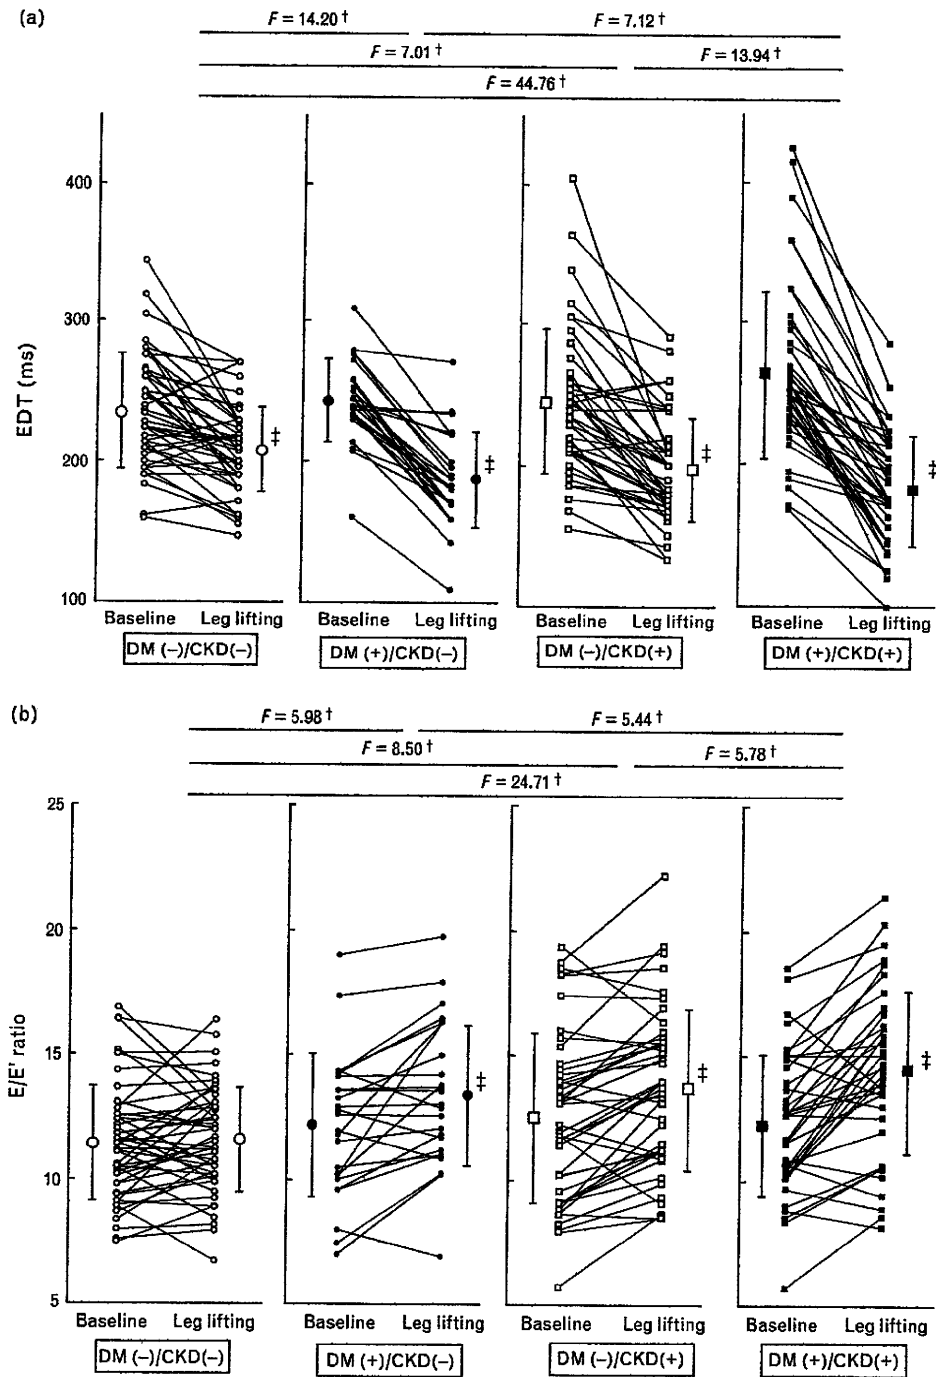 (a)
F = 14.20 † F = 7.12 †
F = 7.01 † F = 13.94 †
F = 44.76 †
EDT (ms)
400
300
200
100
‡ ‡ ‡ ‡
Baseline Leg lifting Baseline Leg lifting Baseline Leg lifting Baseline Leg lifting
DM (−)/CKD(−) DM (+)/CKD(−) DM (−)/CKD(+) DM (+)/CKD(+)
(b)
F = 5.98 † F = 5.44 †
F = 8.50 † F = 5.78 †
F = 24.71 †
E/E' ratio
25
20
15
10
5
‡ ‡ ‡
Baseline Leg lifting Baseline Leg lifting Baseline Leg lifting Baseline Leg lifting
DM (−)/CKD(−) DM (+)/CKD(−) DM (−)/CKD(+) DM (+)/CKD(+)